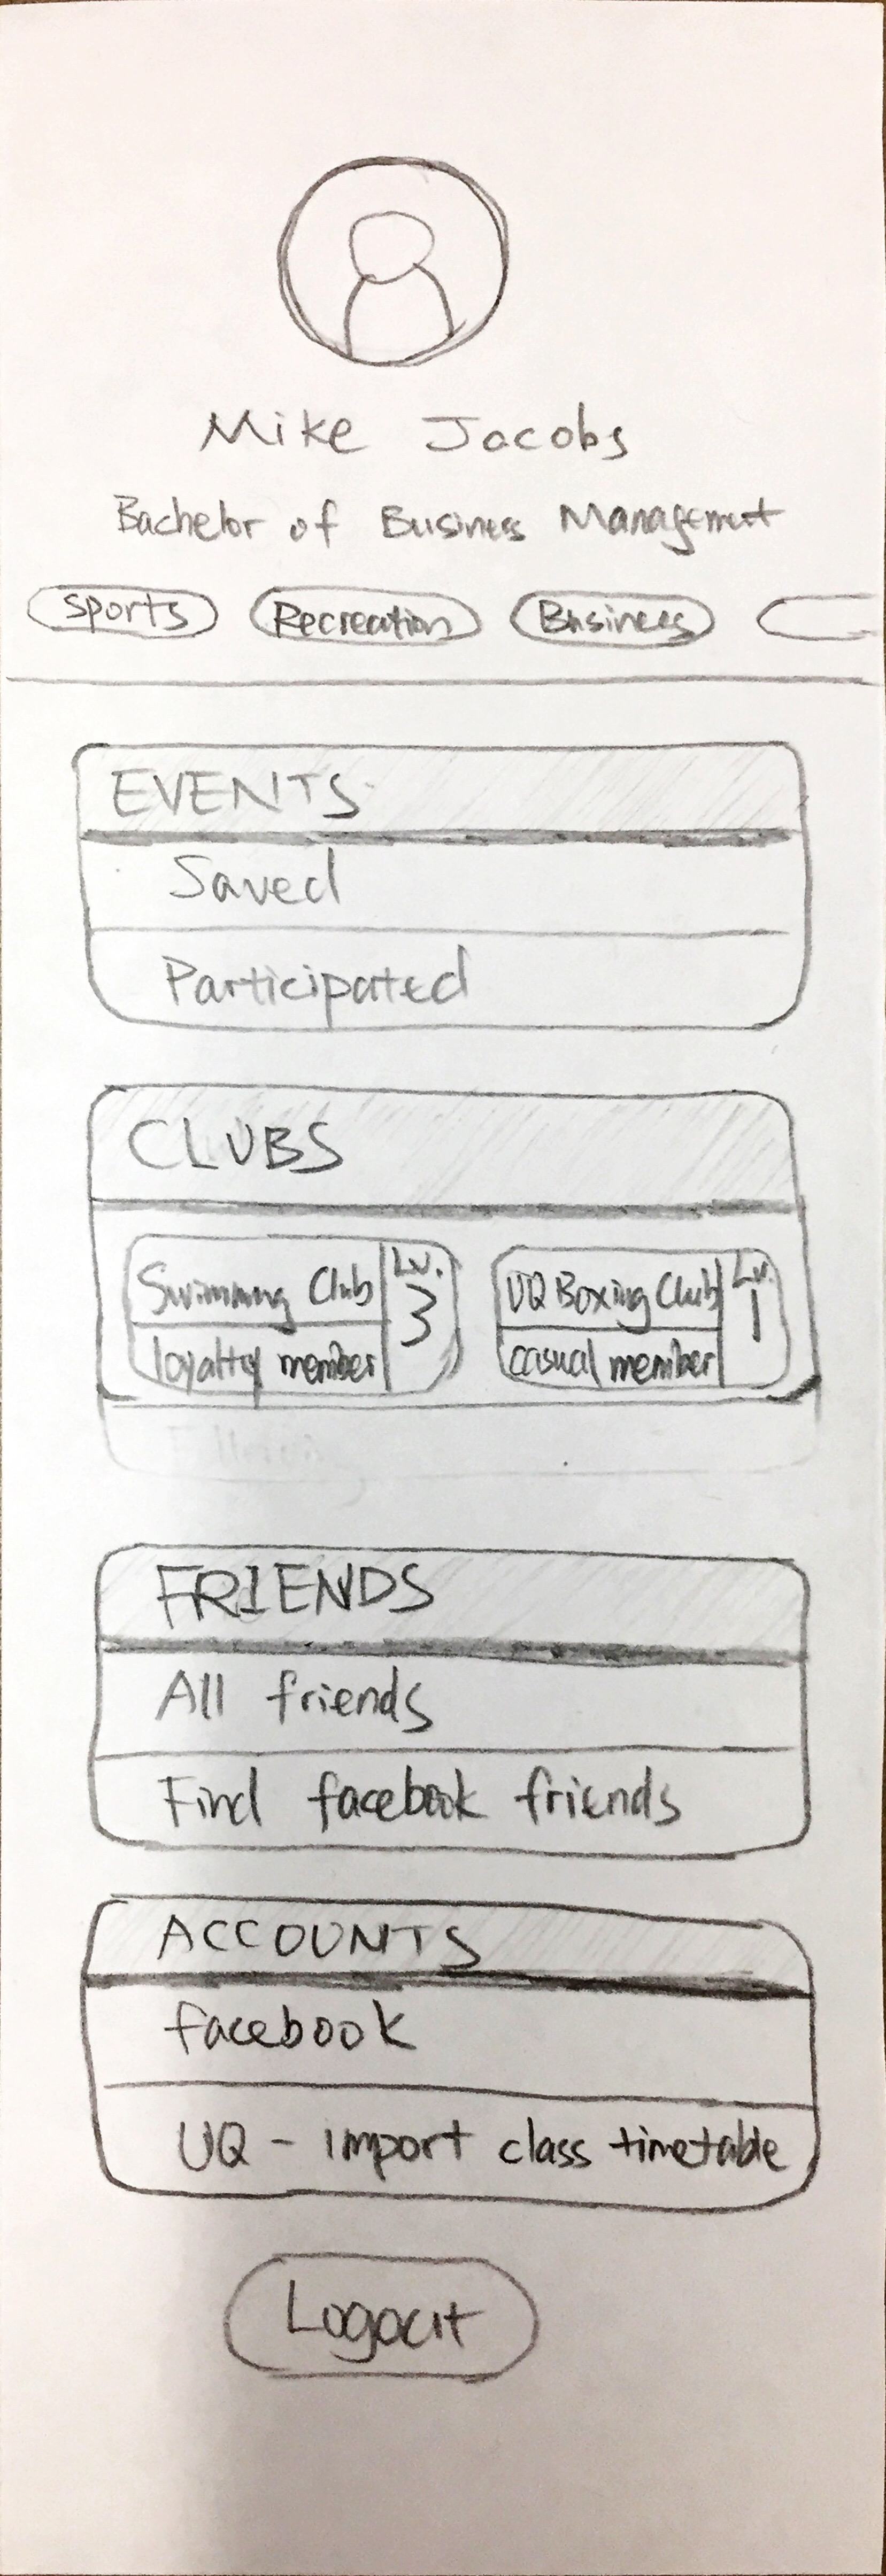 Mike Jacobs
Bachelor of Business Management
Sports Recreation Business
EVENTS
Saved
Participated
CLUBS
Swimming Club Lv. 3
loyalty member
UQ Boxing Club Lv. 1
casual member
FRIENDS
All friends
Find facebook friends
ACCOUNTS
facebook
UQ - import class timetable
Logout